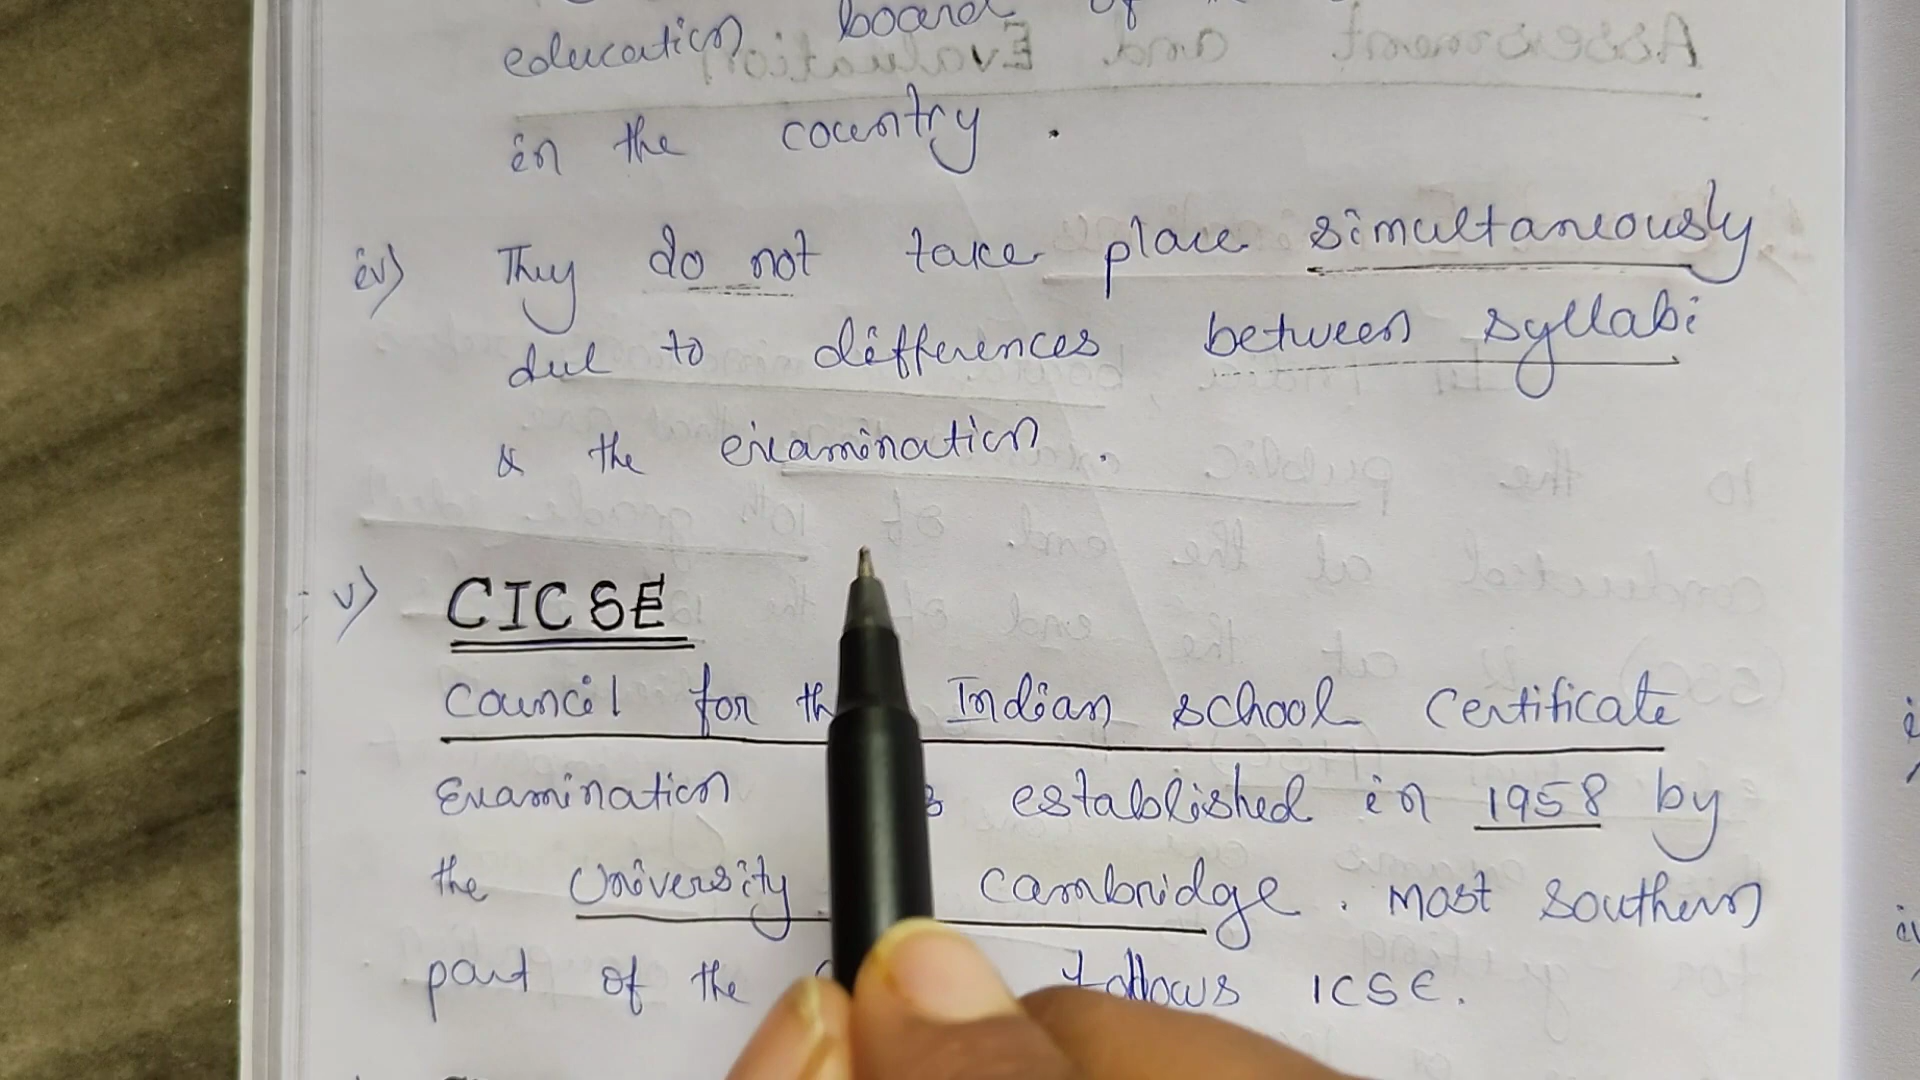 education board of
in the country .
iv) They do not take place simultaneously
due to differences between syllabi
& the examination .
v) CICSE
Council for th Indian school Certificate
Examination established in 1958 by
the University Cambridge . Most Southern
part of the follows ICSE.